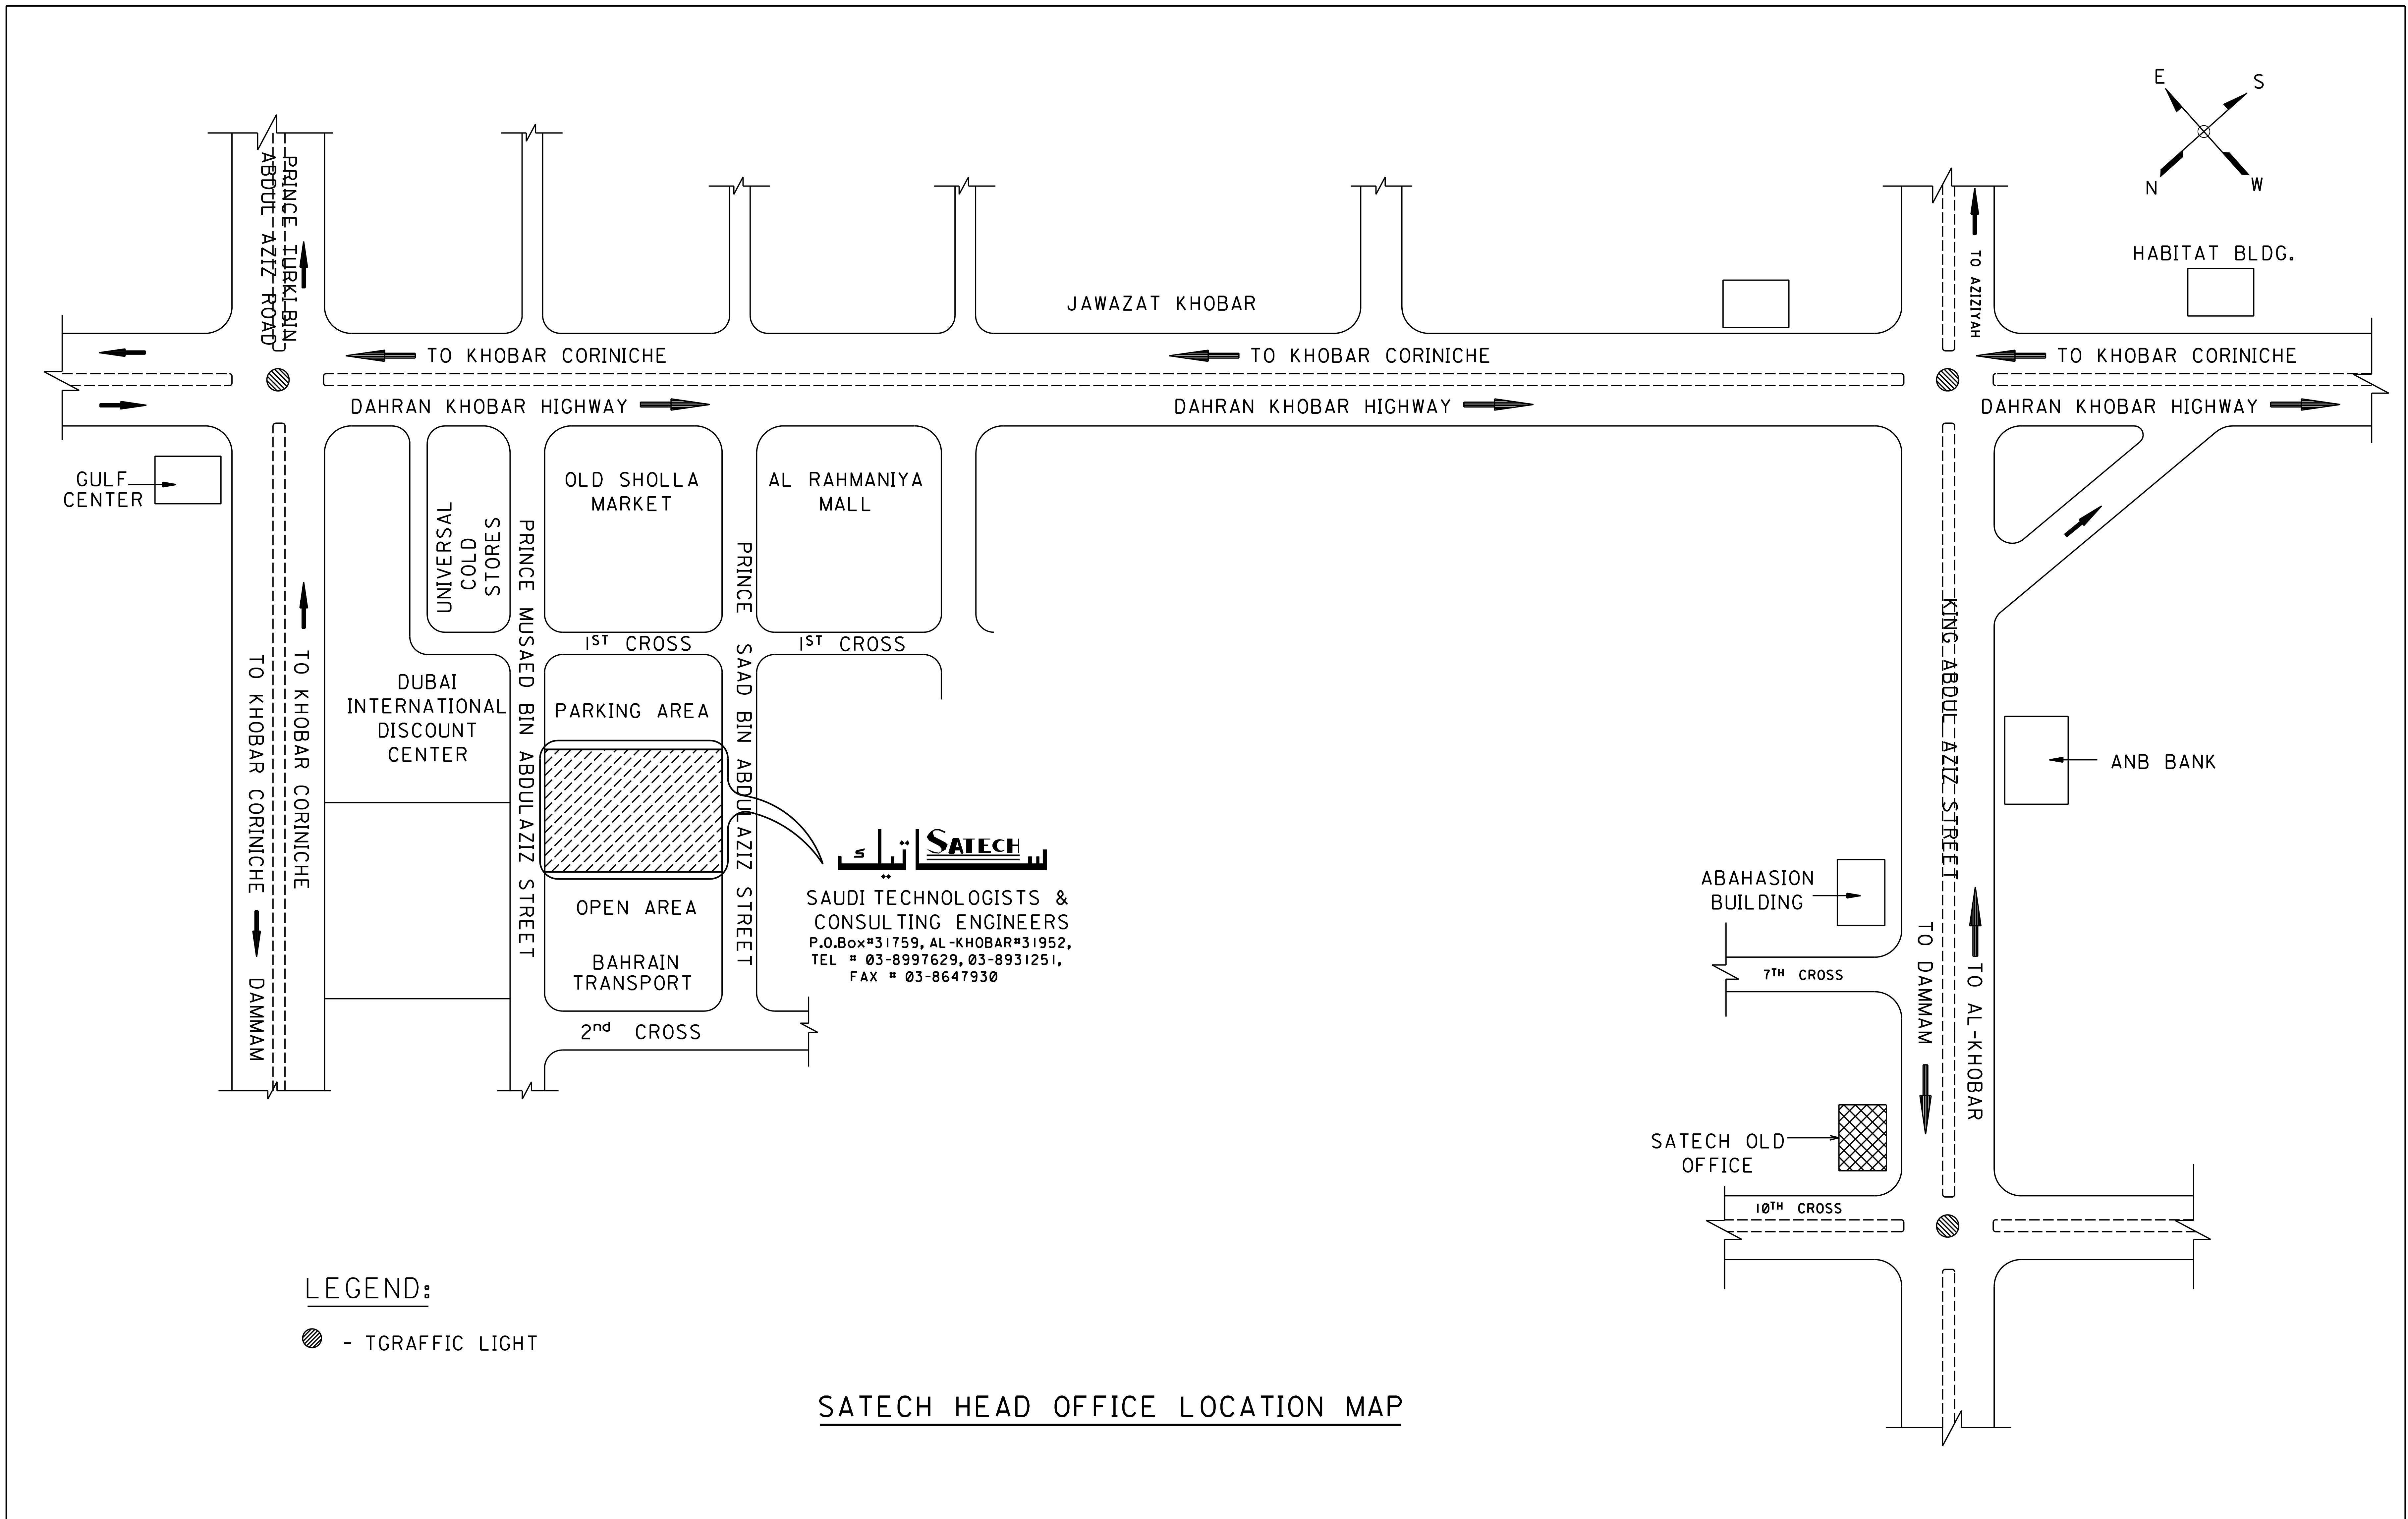 E
S
N
W
HABITAT BLDG.
PRINCE TURKI BIN
ABDUL AZIZ ROAD
JAWAZAT KHOBAR
TO AZIZIYAH
TO KHOBAR CORINICHE
TO KHOBAR CORINICHE
TO KHOBAR CORINICHE
DAHRAN KHOBAR HIGHWAY
DAHRAN KHOBAR HIGHWAY
DAHRAN KHOBAR HIGHWAY
GULF
CENTER
UNIVERSAL
COLD
STORES
OLD SHOLLA
MARKET
AL RAHMANIYA
MALL
1ST CROSS
1ST CROSS
PRINCE MUSAED BIN ABDUL AZIZ STREET
PRINCE SAAD BIN ABDUL AZIZ STREET
TO KHOBAR CORINICHE DAMMAM
TO KHOBAR CORINICHE
DUBAI
INTERNATIONAL
DISCOUNT
CENTER
PARKING AREA
OPEN AREA
BAHRAIN
TRANSPORT
2nd CROSS
ساتيك
SATECH
SAUDI TECHNOLOGISTS &
CONSULTING ENGINEERS
P.O.Box#31759, AL-KHOBAR#31952,
TEL # 03-8997629, 03-8931251,
FAX # 03-8647930
KING ABDUL AZIZ STREET
ANB BANK
ABAHASION
BUILDING
7TH CROSS
TO DAMMAM
TO AL-KHOBAR
SATECH OLD
OFFICE
10TH CROSS
LEGEND:
- TGRAFFIC LIGHT
SATECH HEAD OFFICE LOCATION MAP